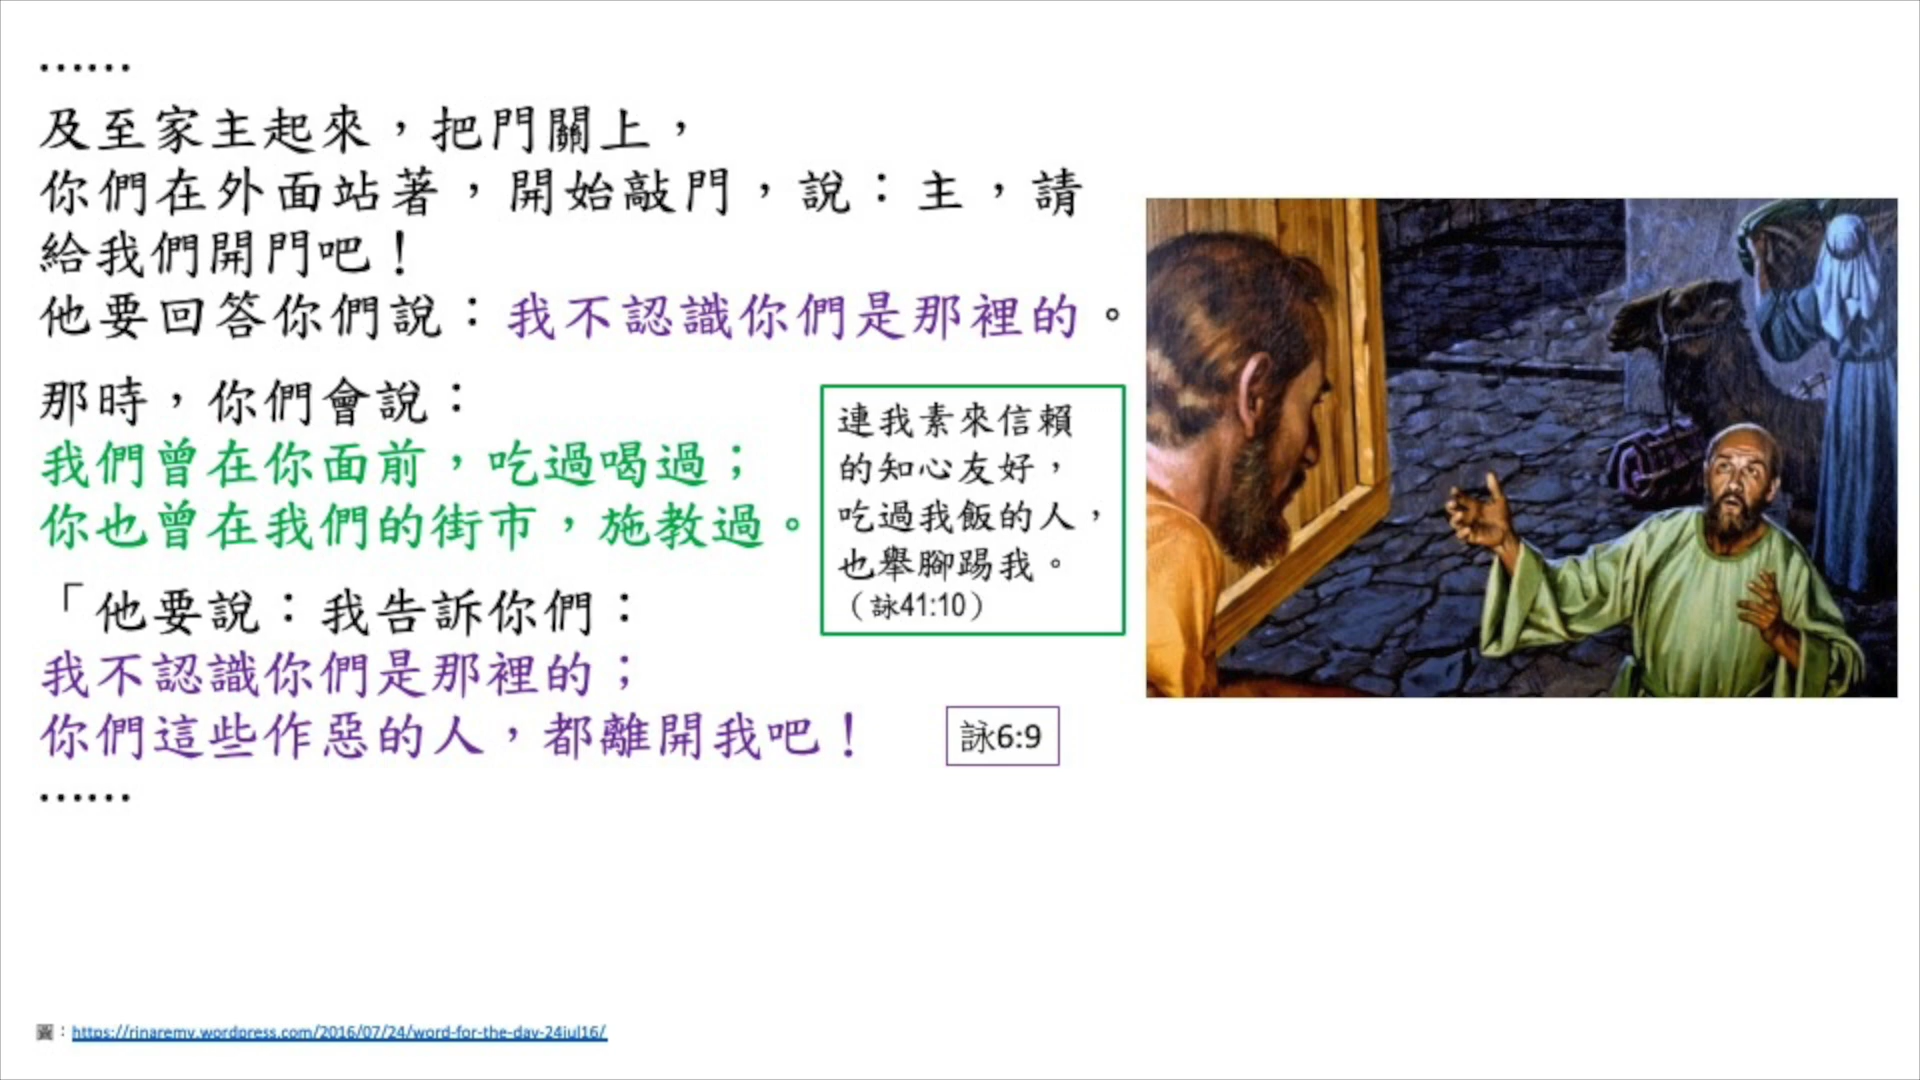 ……
及至家主起來，把門關上，
你們在外面站著，開始敲門，說：主，請
給我們開門吧！
他要回答你們說：我不認識你們是那裡的。
那時，你們會說：
我們曾在你面前，吃過喝過；
你也曾在我們的街市，施教過。
「他要說：我告訴你們：
我不認識你們是那裡的；
你們這些作惡的人，都離開我吧！
……
連我素來信賴
的知心友好，
吃過我飯的人，
也舉腳踢我。
（詠41:10）
詠6:9
圖：https://rinaremy.wordpress.com/2016/07/24/word-for-the-day-24jul16/